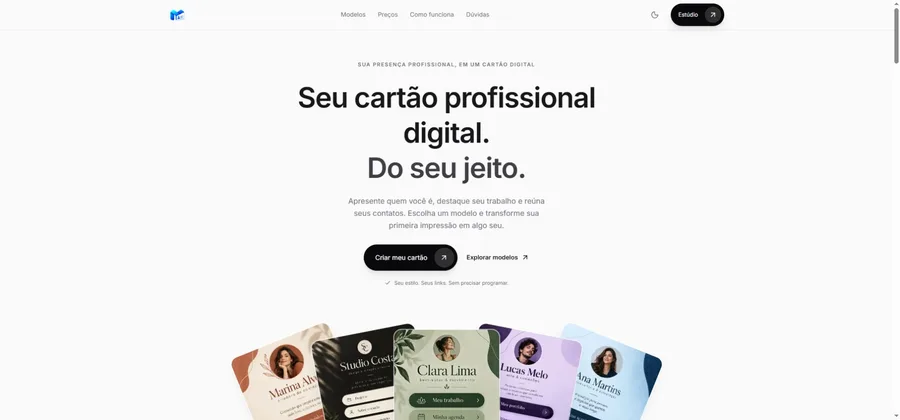 Modelos Preços Como funciona Dúvidas Estúdio
SUA PRESENÇA PROFISSIONAL, EM UM CARTÃO DIGITAL
Seu cartão profissional
digital.
Do seu jeito.
Apresente quem você é, destaque seu trabalho e reúna
seus contatos. Escolha um modelo e transforme sua
primeira impressão em algo seu.
Criar meu cartão Explorar modelos
Seu estilo. Seus links. Sem precisar programar.
Marina Studio Clara Lima Lucas Melo Ana Martins
Meu trabalho
Minha agenda
Meu portfólio